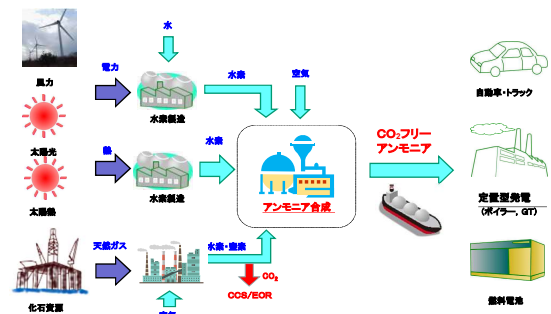 水
風力
電力
水素
空気
水素製造
自動車・トラック
太陽光
熱
水素
CO₂フリー
アンモニア
太陽熱
水素製造
アンモニア合成
定置型発電
(ボイラー, GT)
天然ガス
水素・窒素
CO₂
CCS/EOR
化石資源
燃料電池